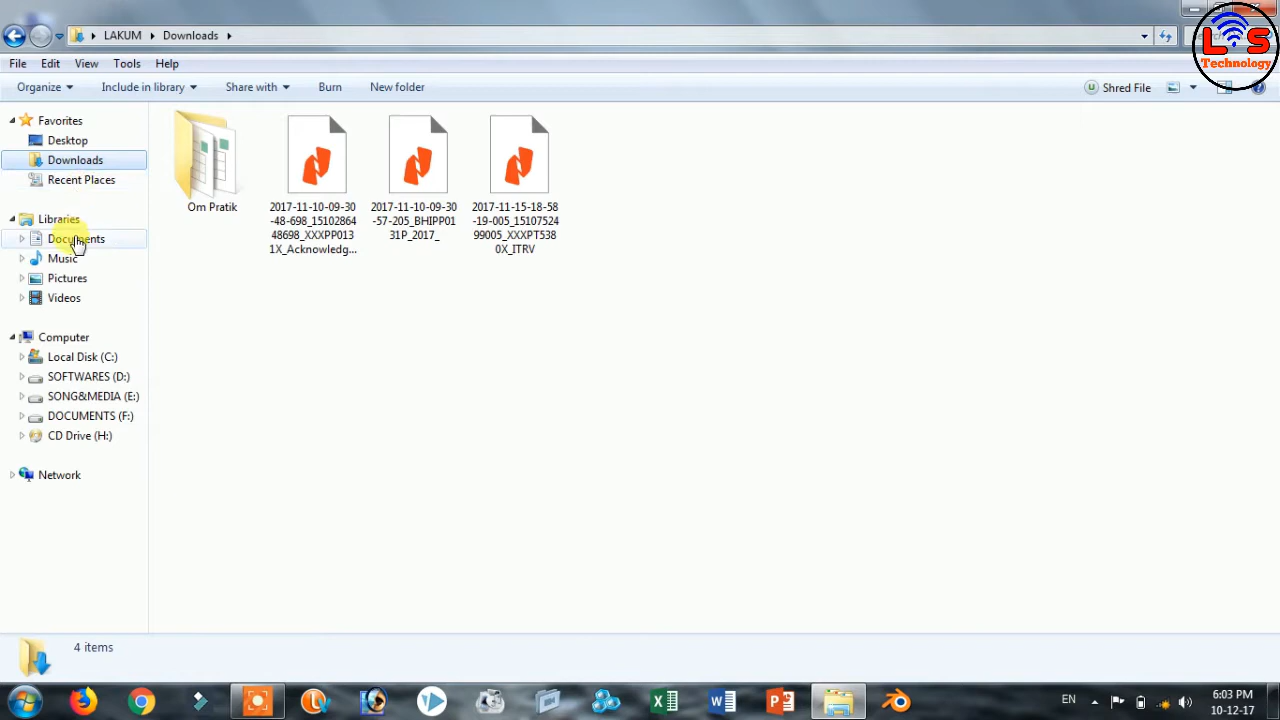 LS
Technology
LAKUM
Downloads
File
Edit
View
Tools
Help
Organize
Include in library
Share with
Burn
New folder
Shred File
Favorites
Desktop
Downloads
Recent Places
Libraries
Documents
Music
Pictures
Videos
Computer
Local Disk (C:)
SOFTWARES (D:)
SONG&MEDIA (E:)
DOCUMENTS (F:)
CD Drive (H:)
Network
Om Pratik
2017-11-10-09-30
-48-698_15102864
48698_XXXPP013
1X_Acknowledg...
2017-11-10-09-30
-57-205_BHIPP01
31P_2017_
2017-11-15-18-58
-19-005_15107524
99005_XXXPT538
0X_ITRV
4 items
EN
6:03 PM
10-12-17